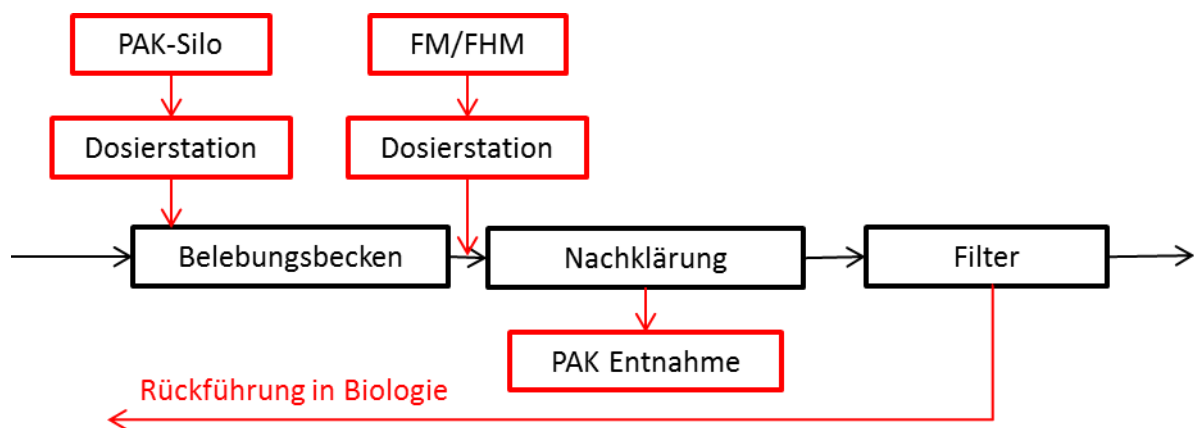 PAK-Silo
FM/FHM
Dosierstation
Dosierstation
Belebungsbecken
Nachklärung
Filter
PAK Entnahme
Rückführung in Biologie